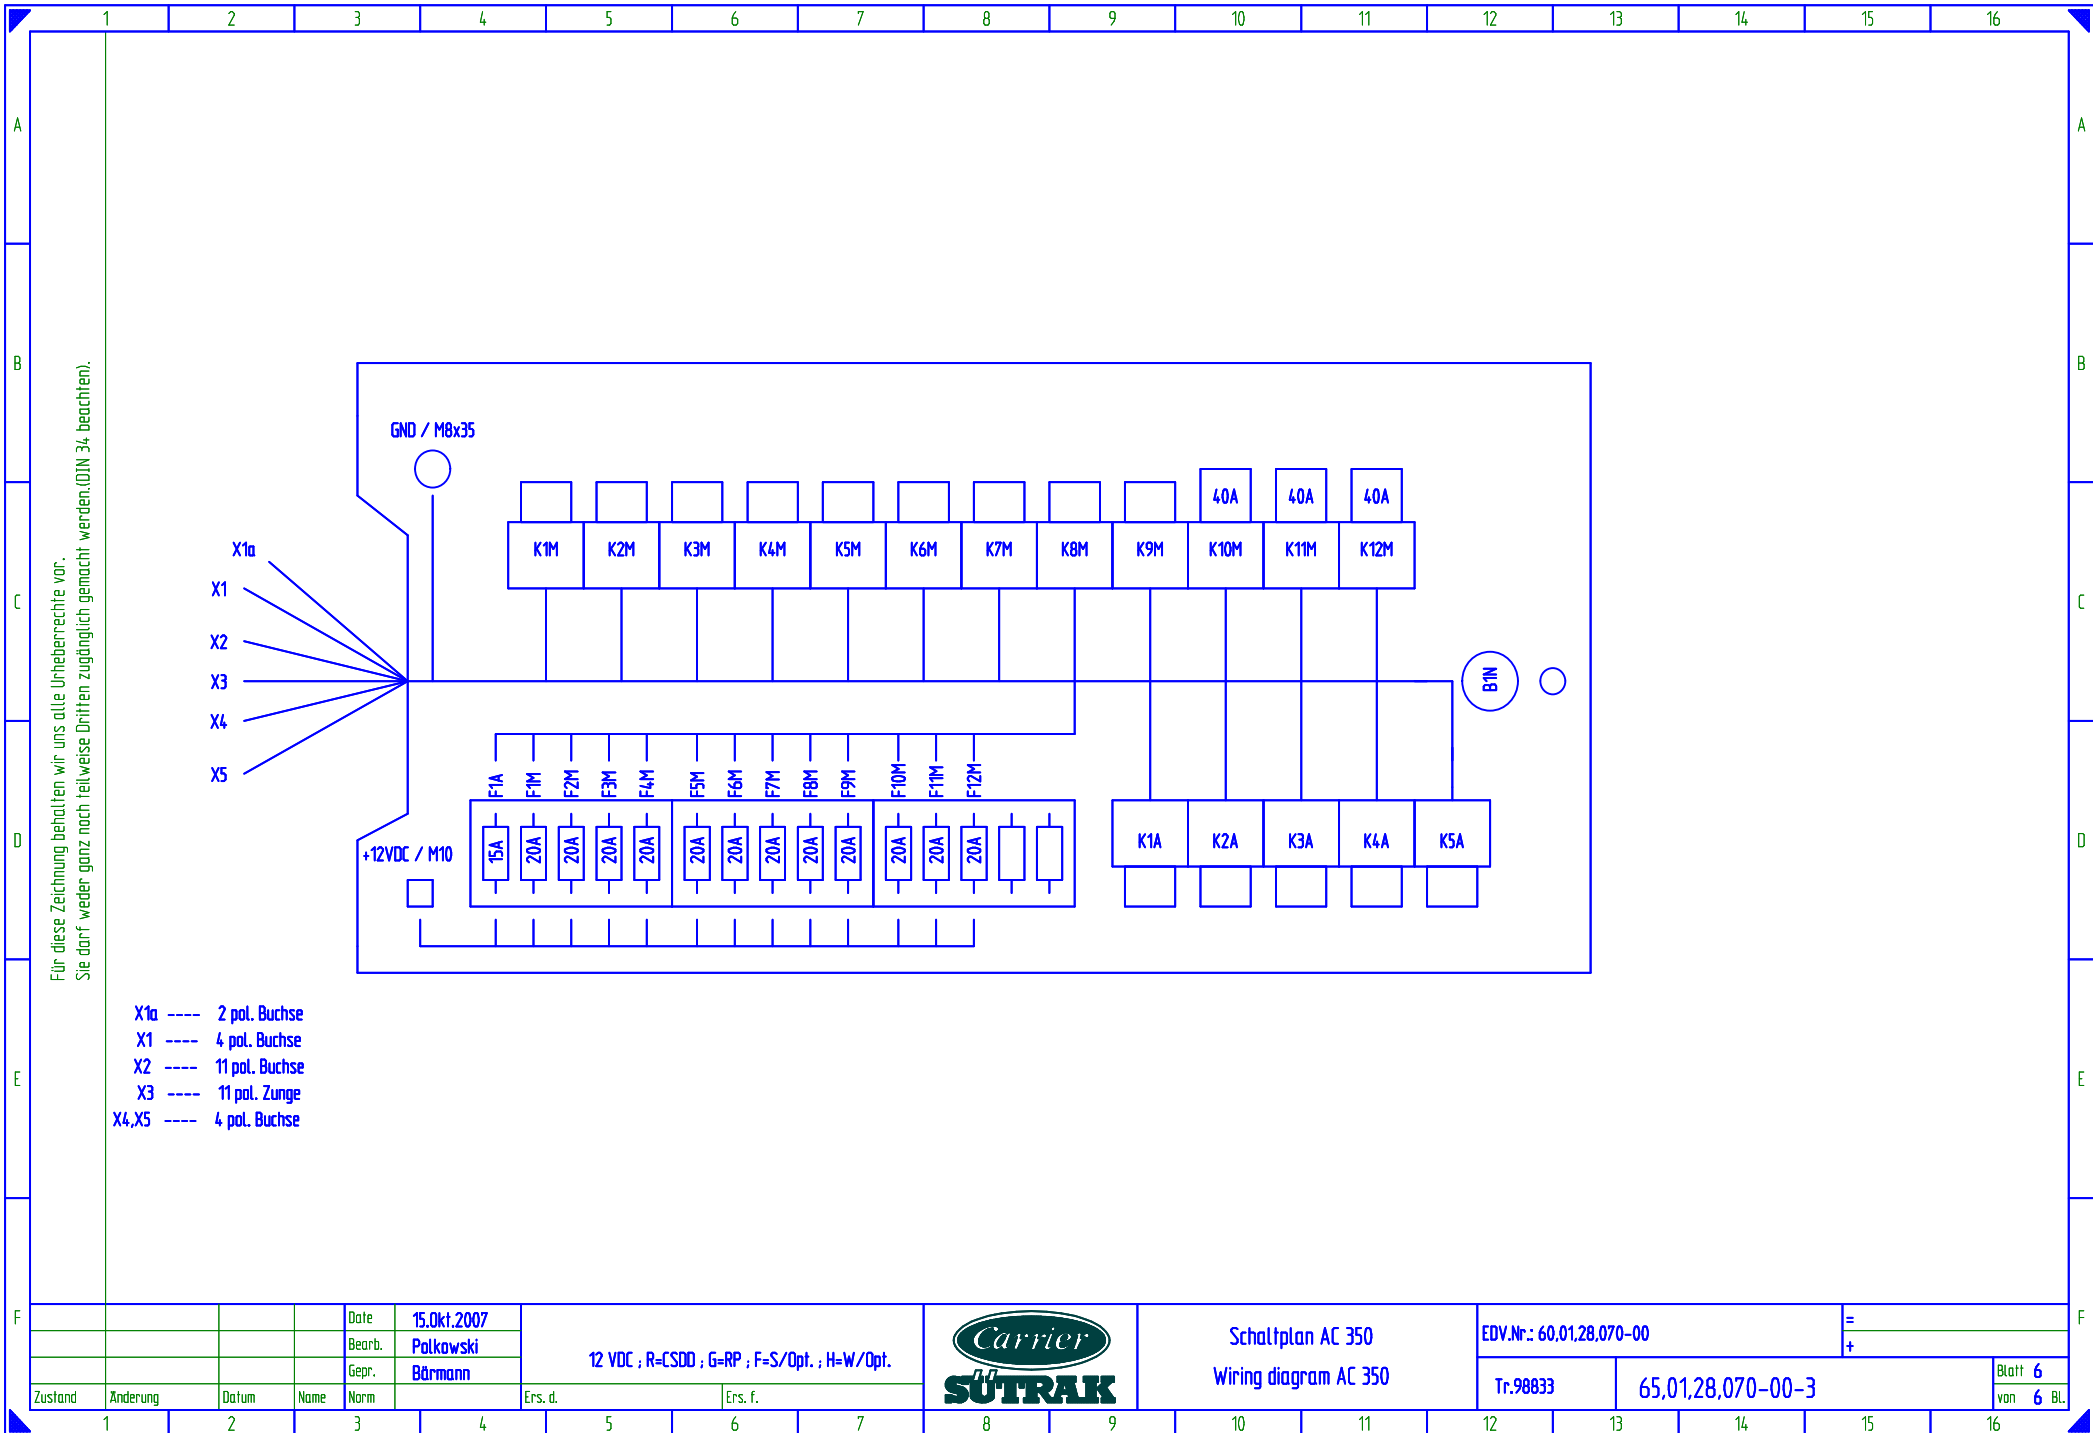 1 2 3 4 5 6 7 8 9 10 11 12 13 14 15 16
A A
B B
C C
D D
E E
F F
Für diese Zeichnung behalten wir uns alle Urheberrechte vor.
Sie darf weder ganz noch teilweise Dritten zugänglich gemacht werden.(DIN 34 beachten).
GND / M8x35
40A 40A 40A
K1M K2M K3M K4M K5M K6M K7M K8M K9M K10M K11M K12M
X1a
X1
X2
X3
X4
X5
B1N
F1A F1M F2M F3M F4M F5M F6M F7M F8M F9M F10M F11M F12M
+12VDC / M10
15A 20A 20A 20A 20A 20A 20A 20A 20A 20A 20A 20A 20A
K1A K2A K3A K4A K5A
X1a ---- 2 pol. Buchse
X1 ---- 4 pol. Buchse
X2 ---- 11 pol. Buchse
X3 ---- 11 pol. Zunge
X4,X5 ---- 4 pol. Buchse
Zustand Änderung Datum Name
Date 15.Okt.2007
Bearb. Polkowski
Gepr. Bärmann
Norm
12 VDC ; R=CSDD ; G=RP ; F=S/Opt. ; H=W/Opt.
Ers. d. Ers. f.
Carrier
SÜTRAK
Schaltplan AC 350
Wiring diagram AC 350
EDV.Nr.: 60,01,28,070-00
=
+
Tr.98833
65,01,28,070-00-3
Blatt 6
von 6 Bl.
1 2 3 4 5 6 7 8 9 10 11 12 13 14 15 16